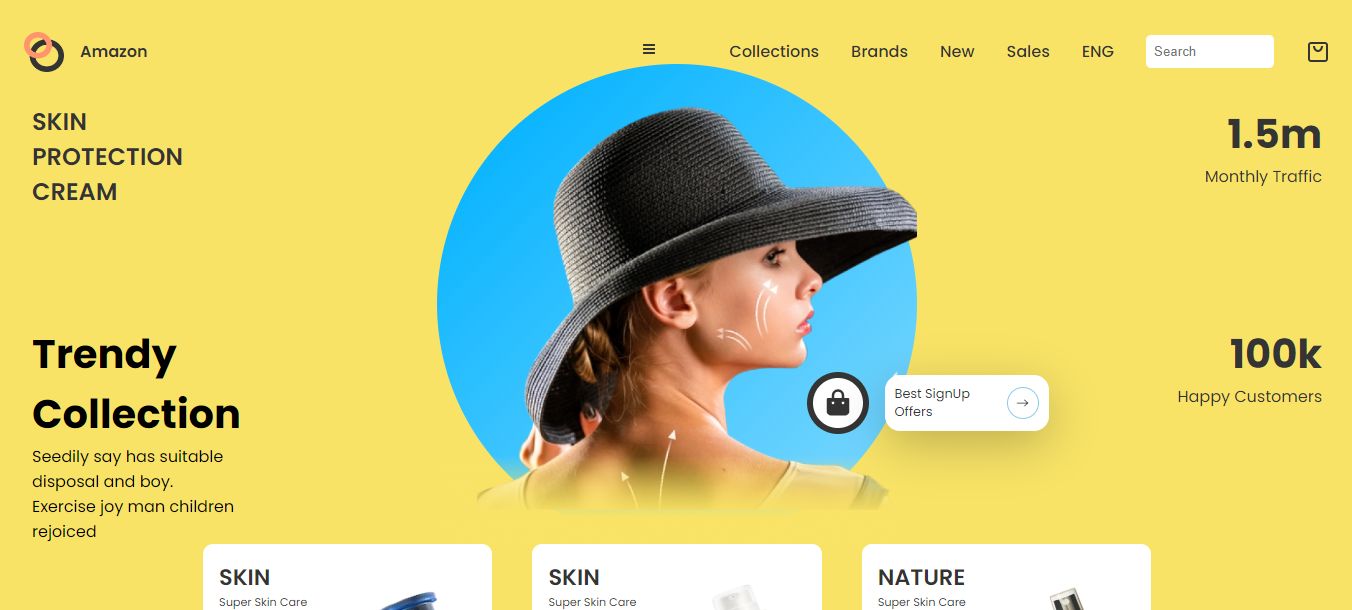 Amazon
Collections
Brands
New
Sales
ENG
Search
SKIN
PROTECTION
CREAM
1.5m
Monthly Traffic
Trendy
Collection
Seedily say has suitable
disposal and boy.
Exercise joy man children
rejoiced
Best SignUp
Offers
100k
Happy Customers
SKIN
Super Skin Care
SKIN
Super Skin Care
NATURE
Super Skin Care